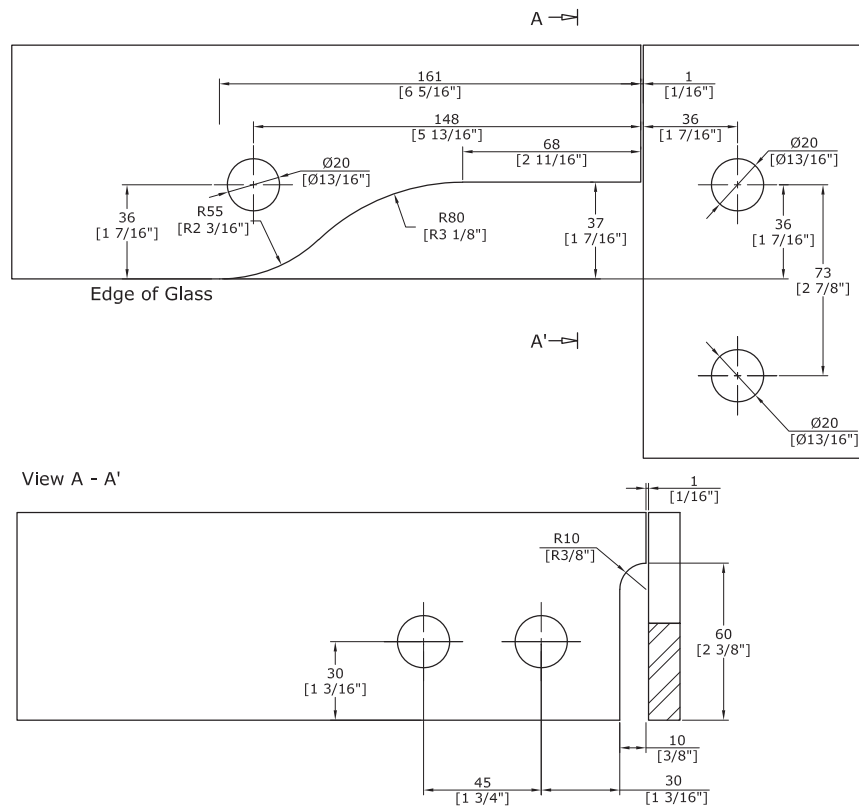 A
161
[6 5/16"]
1
[1/16"]
148
[5 13/16"]
36
[1 7/16"]
68
[2 11/16"]
Ø20
[Ø13/16"]
Ø20
[Ø13/16"]
R55
[R2 3/16"]
36
[1 7/16"]
R80
[R3 1/8"]
37
[1 7/16"]
36
[1 7/16"]
73
[2 7/8"]
Edge of Glass
A'
Ø20
[Ø13/16"]
View A - A'
1
[1/16"]
R10
[R3/8"]
60
[2 3/8"]
30
[1 3/16"]
10
[3/8"]
45
[1 3/4"]
30
[1 3/16"]